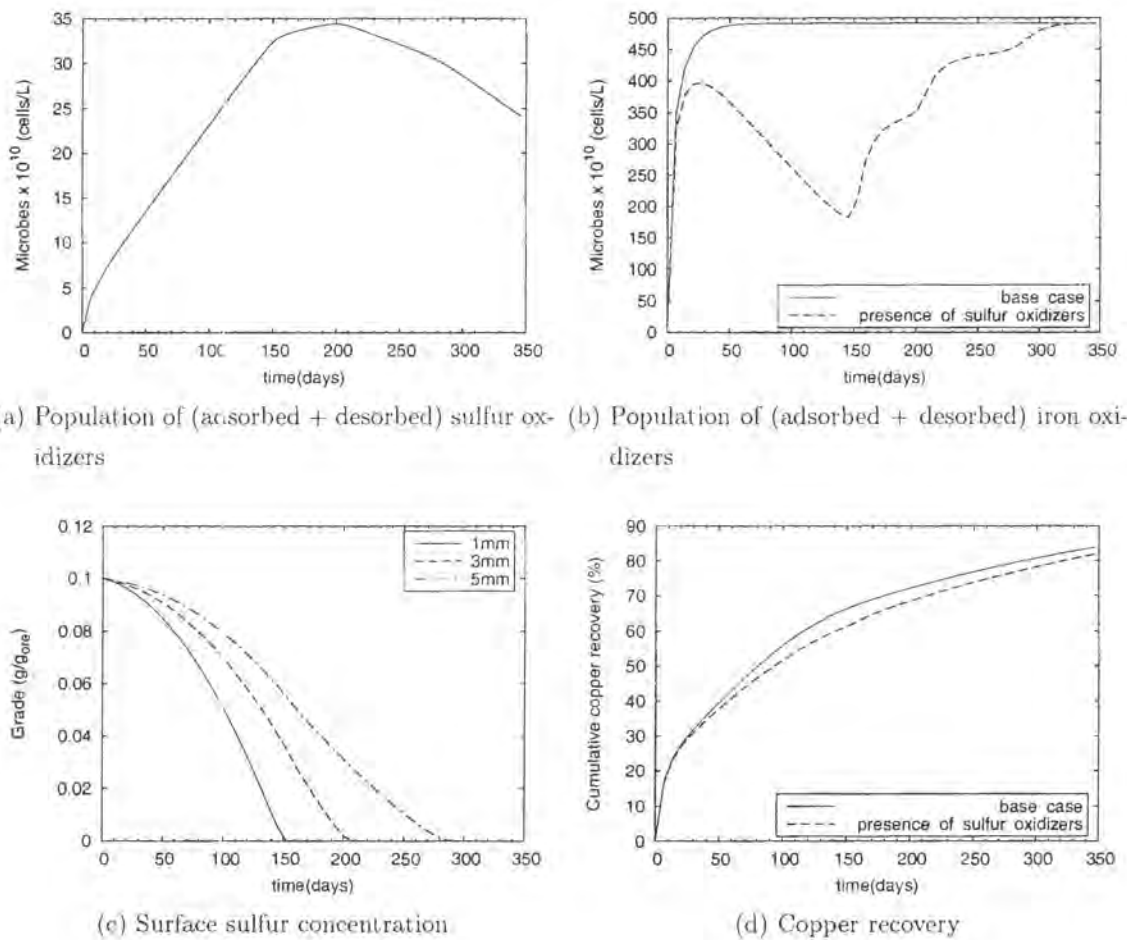 35
30
25
20
15
10
5
0
Microbes x 10^10 (cells/L)
0 50 100 150 200 250 300 350
time(days)
500
450
400
350
300
250
200
150
100
50
0
Microbes x 10^10 (cells/L)
base case
presence of sulfur oxidizers
0 50 100 150 200 250 300 350
time(days)
(a) Population of (adsorbed + desorbed) sulfur ox-
idizers
(b) Population of (adsorbed + desorbed) iron oxi-
dizers
0.12
0.1
0.08
0.06
0.04
0.02
0
Grade (g/g_ore)
1mm
3mm
5mm
0 50 100 150 200 250 300 350
time(days)
(c) Surface sulfur concentration
90
80
70
60
50
40
30
20
10
0
Cumulative copper recovery (%)
base case
presence of sulfur oxidizers
0 50 100 150 200 250 300 350
time(days)
(d) Copper recovery